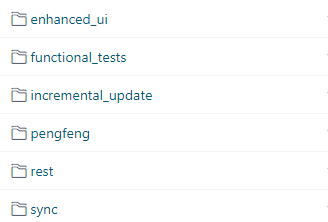 enhanced_ui
functional_tests
incremental_update
pengfeng
rest
sync